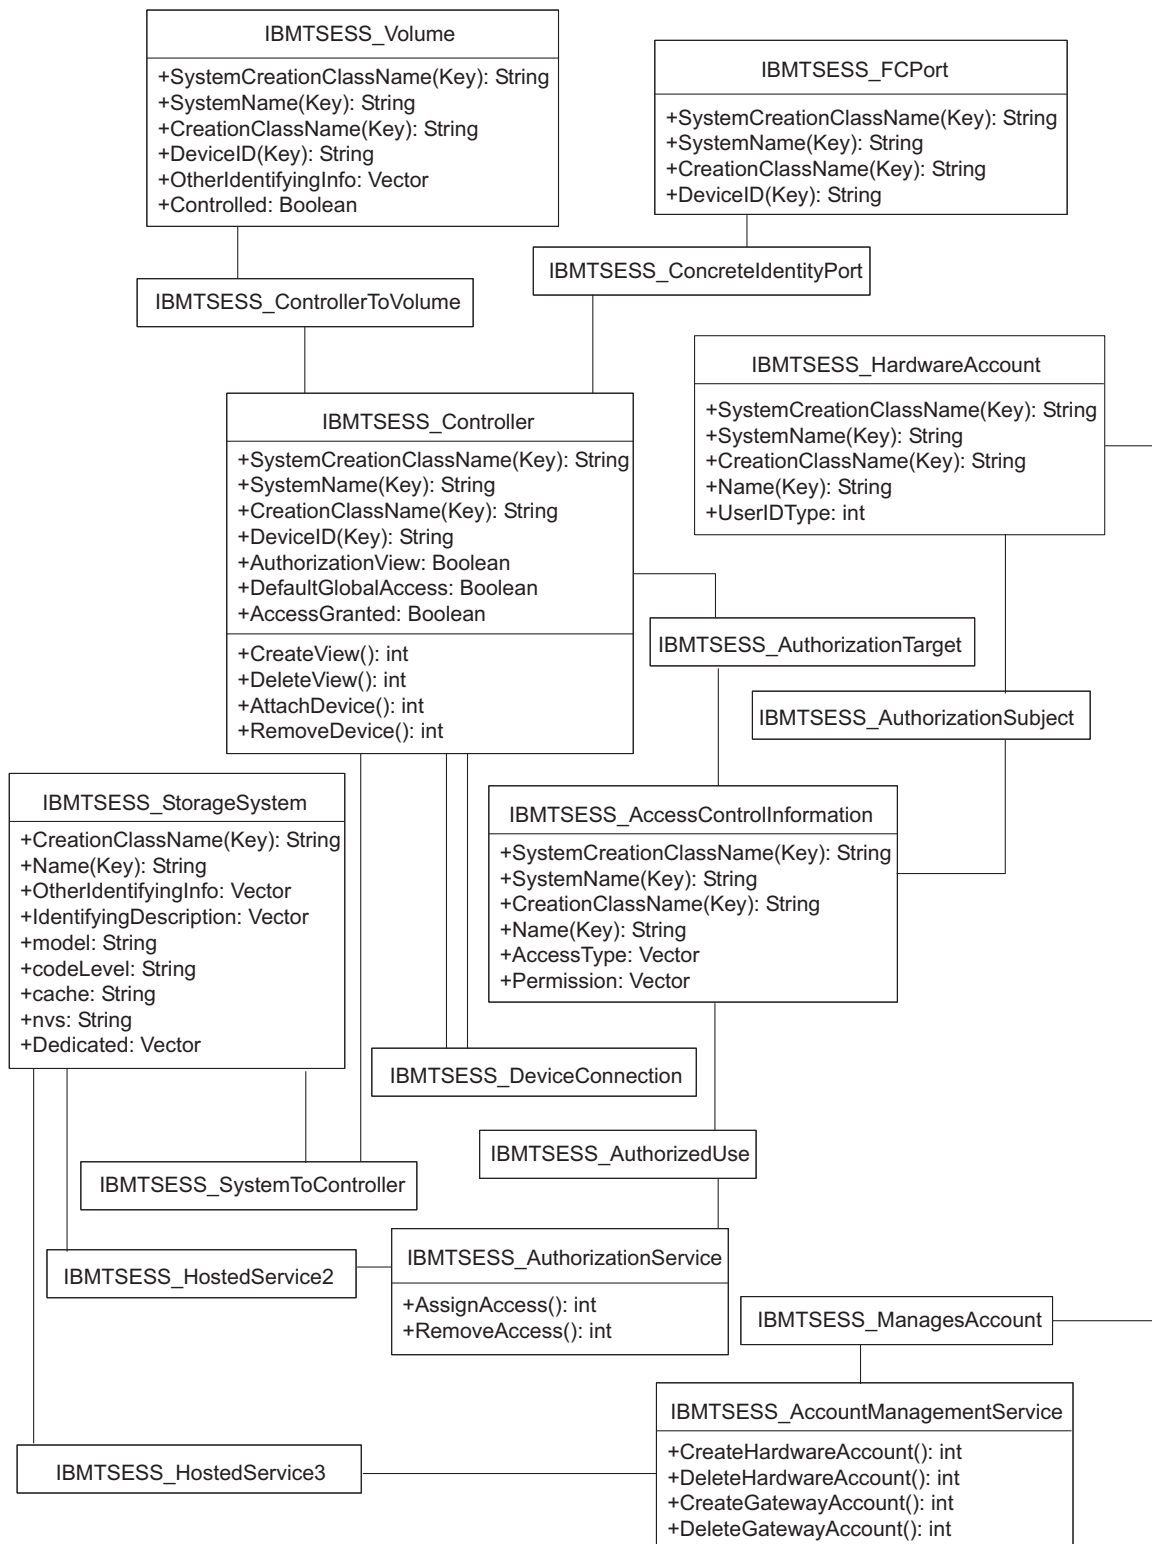 IBMTSESS_Volume
+SystemCreationClassName(Key): String
+SystemName(Key): String
+CreationClassName(Key): String
+DeviceID(Key): String
+OtherIdentifyingInfo: Vector
+Controlled: Boolean
IBMTSESS_FCPort
+SystemCreationClassName(Key): String
+SystemName(Key): String
+CreationClassName(Key): String
+DeviceID(Key): String
IBMTSESS_ConcreteIdentityPort
IBMTSESS_ControllerToVolume
IBMTSESS_HardwareAccount
+SystemCreationClassName(Key): String
+SystemName(Key): String
+CreationClassName(Key): String
+Name(Key): String
+UserIDType: int
IBMTSESS_Controller
+SystemCreationClassName(Key): String
+SystemName(Key): String
+CreationClassName(Key): String
+DeviceID(Key): String
+AuthorizationView: Boolean
+DefaultGlobalAccess: Boolean
+AccessGranted: Boolean
+CreateView(): int
+DeleteView(): int
+AttachDevice(): int
+RemoveDevice(): int
IBMTSESS_AuthorizationTarget
IBMTSESS_AuthorizationSubject
IBMTSESS_StorageSystem
+CreationClassName(Key): String
+Name(Key): String
+OtherIdentifyingInfo: Vector
+IdentifyingDescription: Vector
+model: String
+codeLevel: String
+cache: String
+nvs: String
+Dedicated: Vector
IBMTSESS_AccessControlInformation
+SystemCreationClassName(Key): String
+SystemName(Key): String
+CreationClassName(Key): String
+Name(Key): String
+AccessType: Vector
+Permission: Vector
IBMTSESS_DeviceConnection
IBMTSESS_AuthorizedUse
IBMTSESS_SystemToController
IBMTSESS_HostedService2
IBMTSESS_AuthorizationService
+AssignAccess(): int
+RemoveAccess(): int
IBMTSESS_ManagesAccount
IBMTSESS_AccountManagementService
+CreateHardwareAccount(): int
+DeleteHardwareAccount(): int
+CreateGatewayAccount(): int
+DeleteGatewayAccount(): int
IBMTSESS_HostedService3